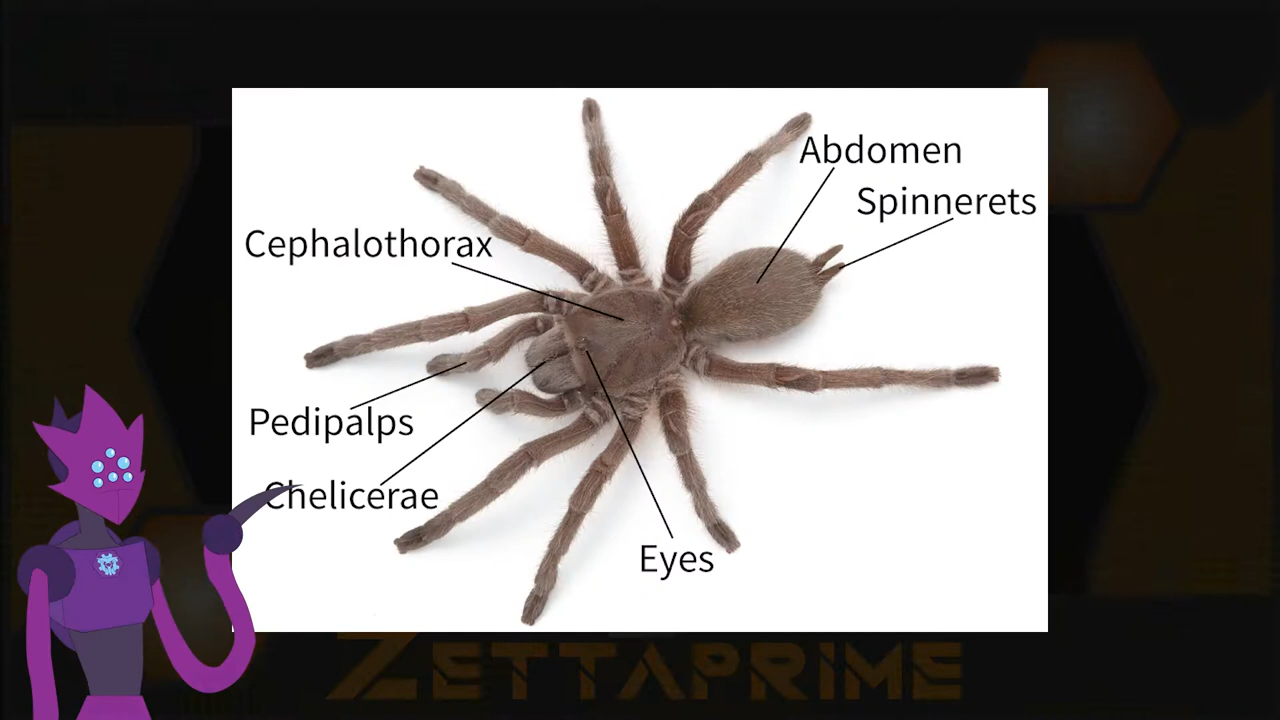 Abdomen
Spinnerets
Cephalothorax
Pedipalps
Chelicerae
Eyes
ZETTAPRIME